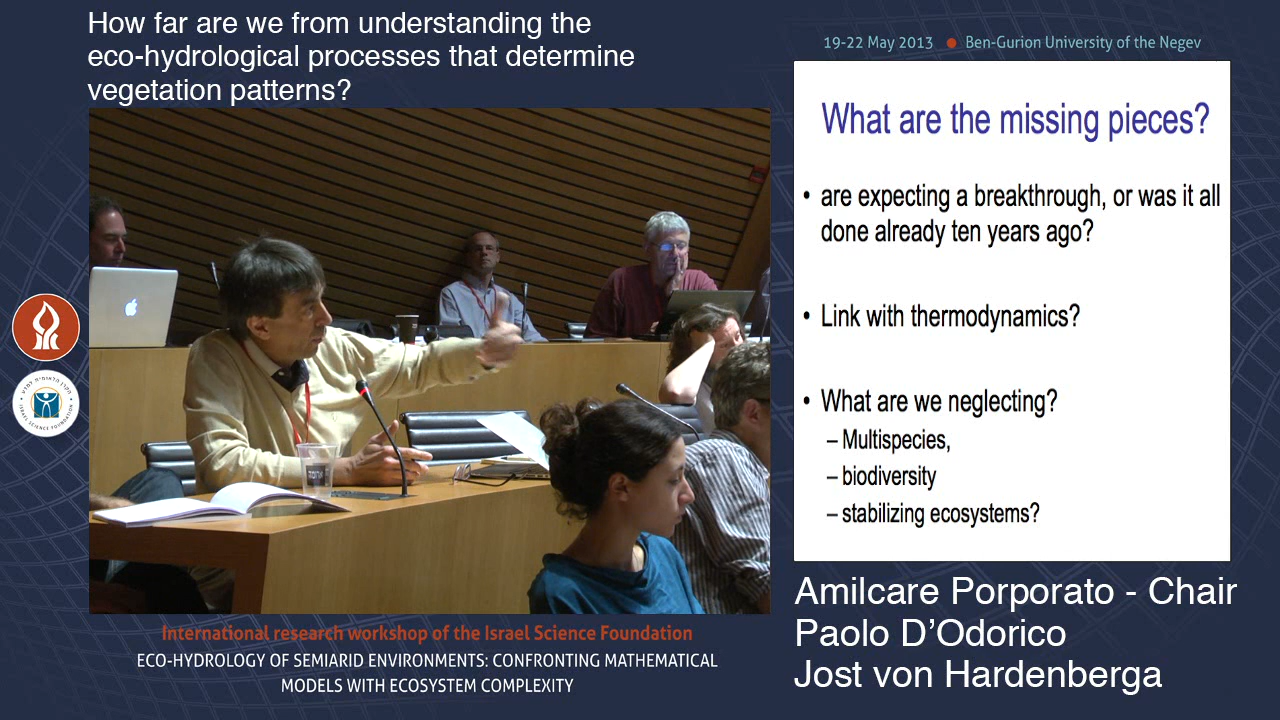 How far are we from understanding the
eco-hydrological processes that determine
vegetation patterns?
19-22 May 2013 ● Ben-Gurion University of the Negev
What are the missing pieces?
• are expecting a breakthrough, or was it all
done already ten years ago?
• Link with thermodynamics?
• What are we neglecting?
– Multispecies,
– biodiversity
– stabilizing ecosystems?
Amilcare Porporato - Chair
Paolo D’Odorico
Jost von Hardenberga
International research workshop of the Israel Science Foundation
ECO-HYDROLOGY OF SEMIARID ENVIRONMENTS: CONFRONTING MATHEMATICAL
MODELS WITH ECOSYSTEM COMPLEXITY
ISRAEL SCIENCE FOUNDATION